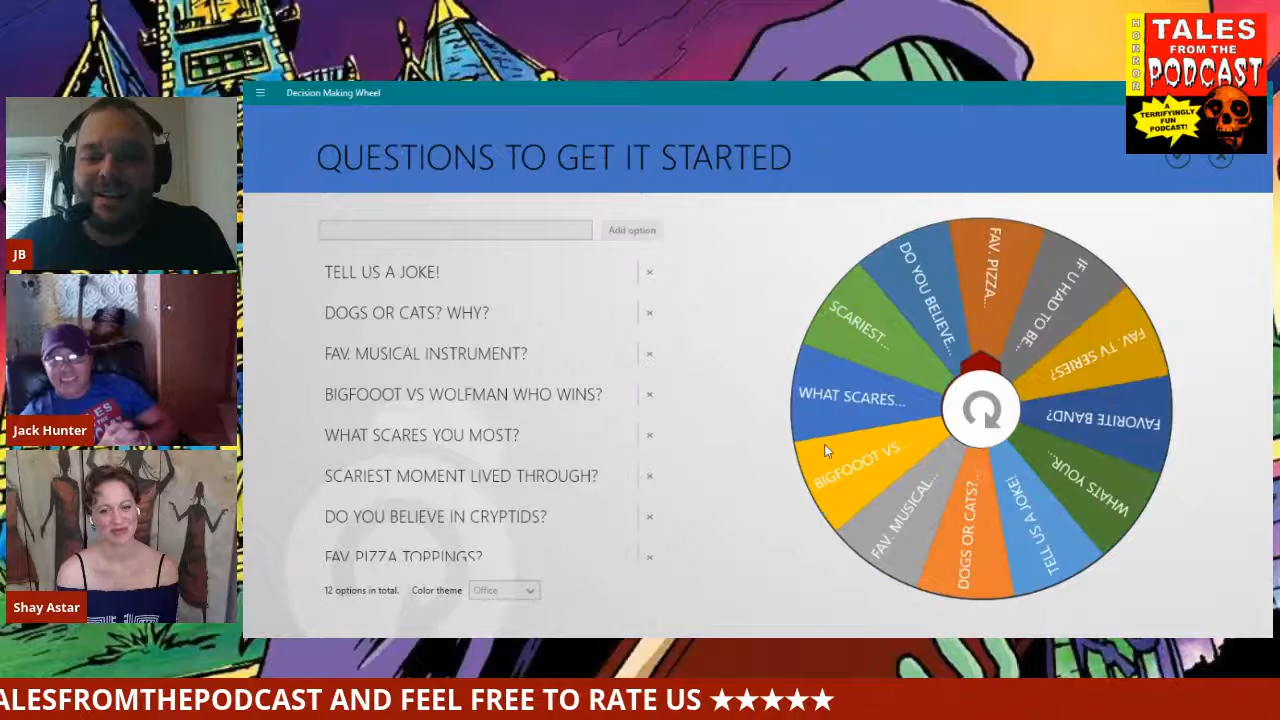 HORROR
TALES
FROM THE
PODCAST
A
TERRIFYINGLY
FUN
PODCAST!
Decision Making Wheel
QUESTIONS TO GET IT STARTED
Add option
TELL US A JOKE!
DOGS OR CATS? WHY?
FAV. MUSICAL INSTRUMENT?
BIGFOOOT VS WOLFMAN WHO WINS?
WHAT SCARES YOU MOST?
SCARIEST MOMENT LIVED THROUGH?
DO YOU BELIEVE IN CRYPTIDS?
FAV. PIZZA TOPPINGS?
12 options in total.
Color theme
Office
FAV. PIZZA...
IF U HAD TO BE...
FAV. TV SERIES?
FAVORITE BAND?
WHATS YOUR...
TELL US A JOKE!
DOGS OR CATS?...
FAV. MUSICAL...
BIGFOOOT VS...
WHAT SCARES...
SCARIEST...
DO YOU BELIEVE...
JB
Jack Hunter
TALES
Shay Astar
ALESFROMTHEPODCAST AND FEEL FREE TO RATE US ★★★★★